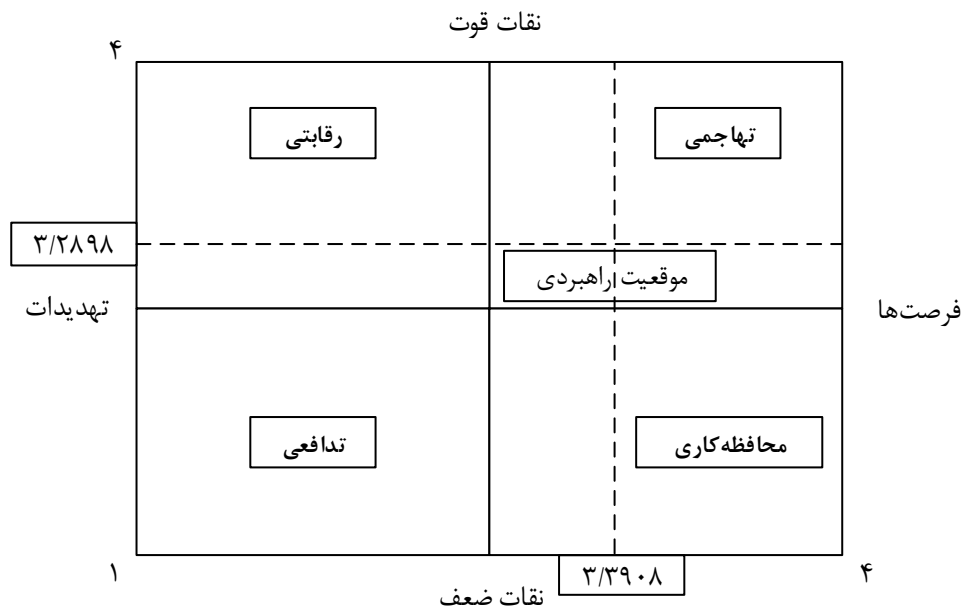 نقات قوت
۴
تهاجمی
رقابتی
۳/۲۸۹۸
موقعیت راهبردی
فرصت‌ها
تهدیدات
محافظه‌کاری
تدافعی
۴
۳/۳۹۰۸
۱
نقات ضعف